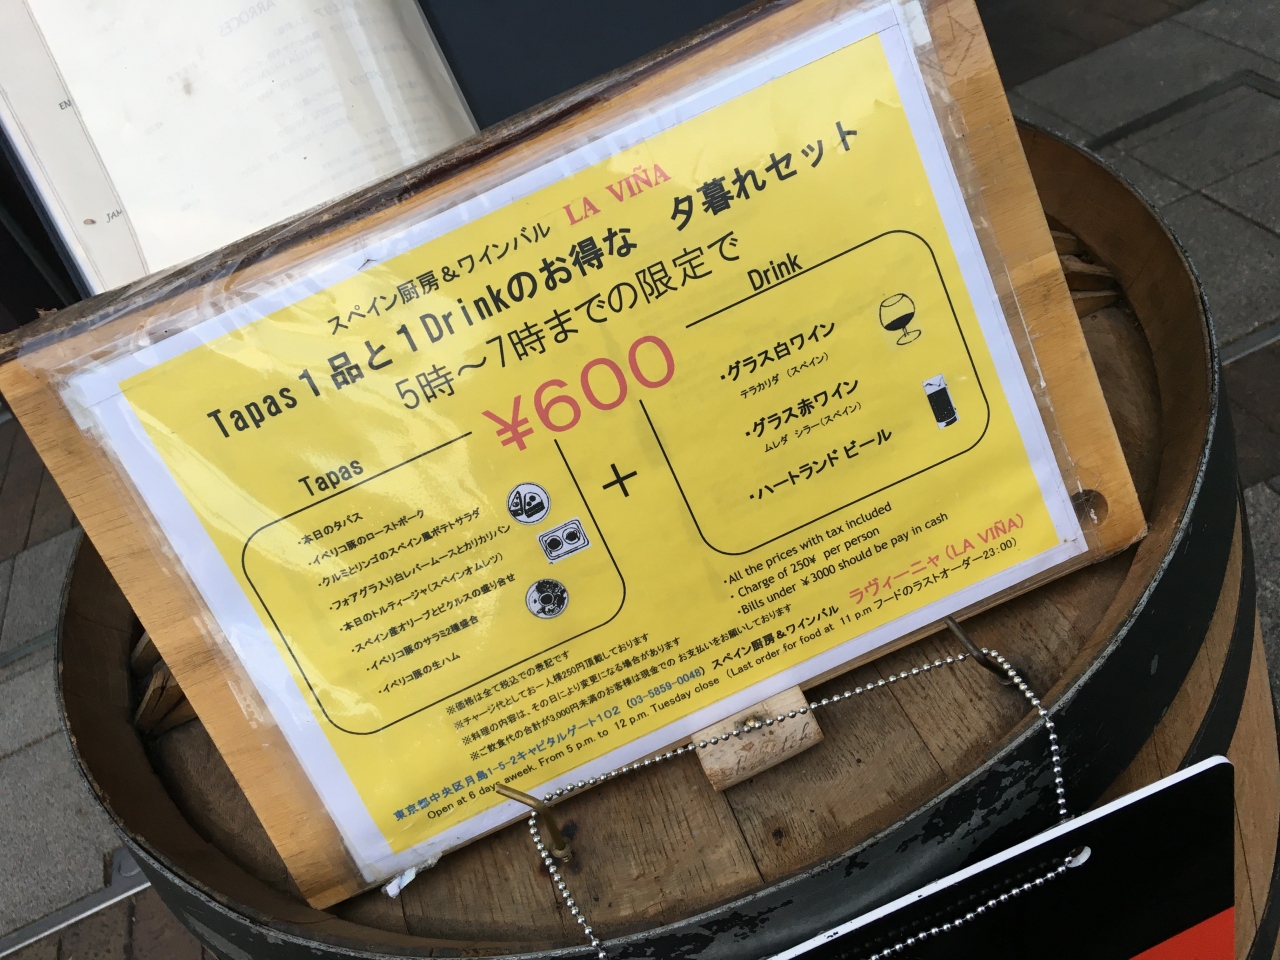 ARROCES
EN
JAM
スペイン厨房&ワインバル LA VIÑA
Tapas1品と1Drinkのお得な 夕暮れセット
5時～7時までの限定で
¥600
Tapas
・本日のタパス
・イベリコ豚のローストポーク
・クルミとリンゴのスペイン風ポテトサラダ
・フォアグラ入り白レバームースとカリカリパン
・本日のトルティージャ(スペインオムレツ)
・スペイン産オリーブとピクルスの盛り合せ
・イベリコ豚のサラミ2種盛合
・イベリコ豚の生ハム
+
Drink
・グラス白ワイン
テラカリダ (スペイン)
・グラス赤ワイン
ムレダ シラー(スペイン)
・ハートランド ビール
・All the prices with tax included
・Charge of 250¥ per person
・Bills under ¥3000 should be pay in cash
※価格は全て税込での表記です
※チャージ代としてお一人様250円頂戴しております
※料理の内容は、その日により変更になる場合があります
※ご飲食代の合計が3,000円未満のお客様は現金での お支払いをお願いしております
東京都中央区月島1-5-2キャピタルゲート102 (03-5859-0048) スペイン厨房&ワインバル ラヴィーニャ(LA VIÑA)
Open at 6 days aweek. From 5 p.m. to 12 p.m. Tuesday close (Last order for food at 11 p.m フードのラストオーダー23:00)